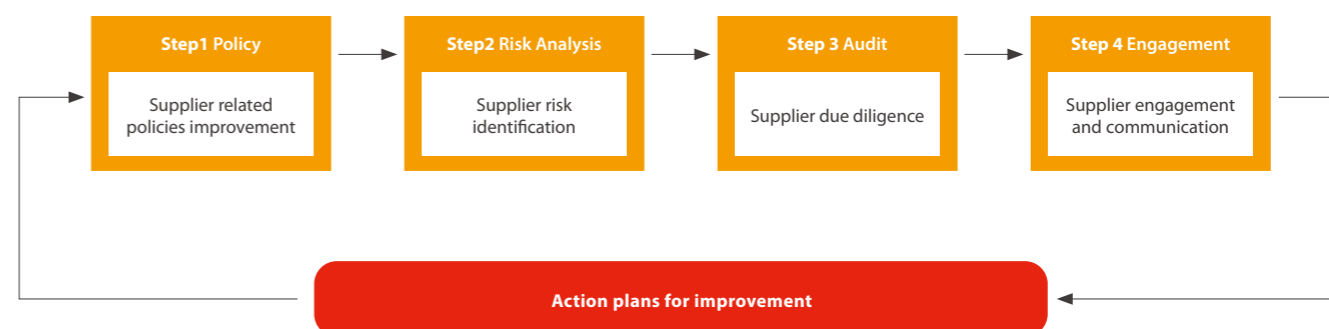 Step1 Policy
Supplier related
policies improvement
Step2 Risk Analysis
Supplier risk
identification
Step 3 Audit
Supplier due diligence
Step 4 Engagement
Supplier engagement
and communication
Action plans for improvement